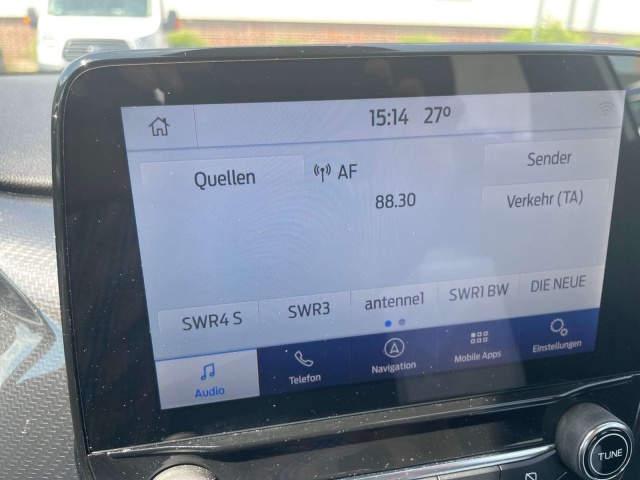 15:14 27º
Quellen
AF
Sender
88.30
Verkehr (TA)
SWR4 S
SWR3
antenne1
SWR1 BW
DIE NEUE
Audio
Telefon
Navigation
Mobile Apps
Einstellungen
TUNE